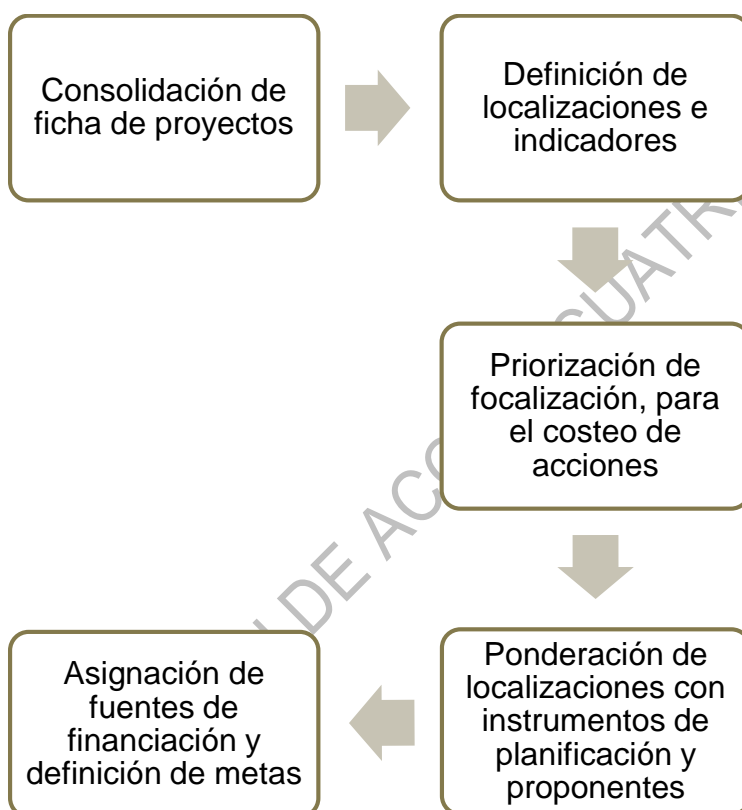 Consolidación de
ficha de proyectos
Definición de
localizaciones e
indicadores
Priorización de
focalización, para
el costeo de
acciones
Ponderación de
localizaciones con
instrumentos de
planificación y
proponentes
Asignación de
fuentes de
financiación y
definición de metas
DE